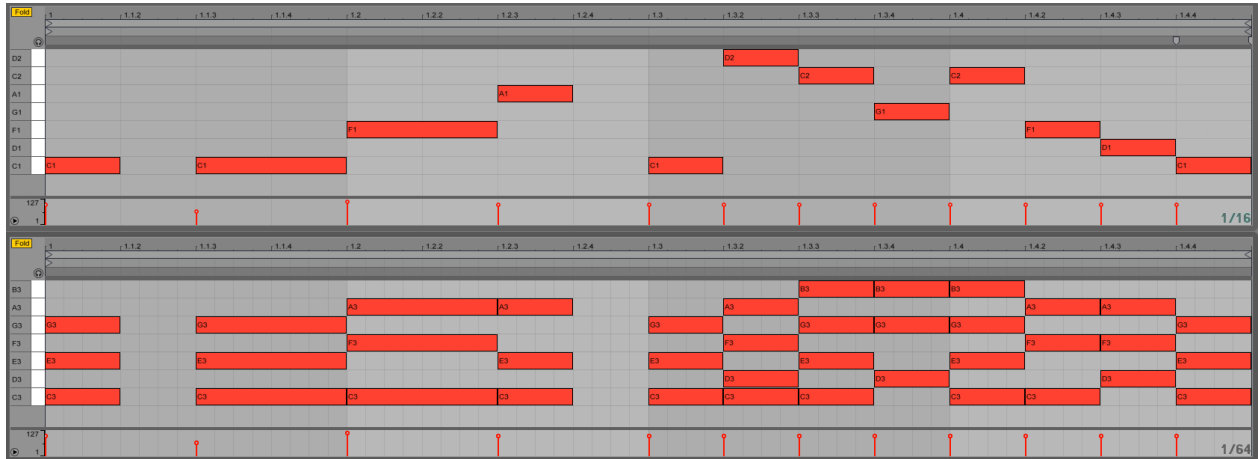 Fold 1 1.1.2 1.1.3 1.1.4 1.2 1.2.2 1.2.3 1.2.4 1.3 1.3.2 1.3.3 1.3.4 1.4 1.4.2 1.4.3 1.4.4
D2 D2
C2 C2 C2
A1 A1
G1 G1
F1 F1 F1
D1 D1
C1 C1 C1 C1 C1
127
1 1/16
Fold 1 1.1.2 1.1.3 1.1.4 1.2 1.2.2 1.2.3 1.2.4 1.3 1.3.2 1.3.3 1.3.4 1.4 1.4.2 1.4.3 1.4.4
B3 B3 B3 B3
A3 A3 A3 A3 A3 A3
G3 G3 G3 G3 G3 G3 G3 G3
F3 F3 F3 F3 F3
E3 E3 E3 E3 E3 E3 E3 E3
D3 D3 D3 D3
C3 C3 C3 C3 C3 C3 C3 C3 C3 C3 C3
127
1 1/64